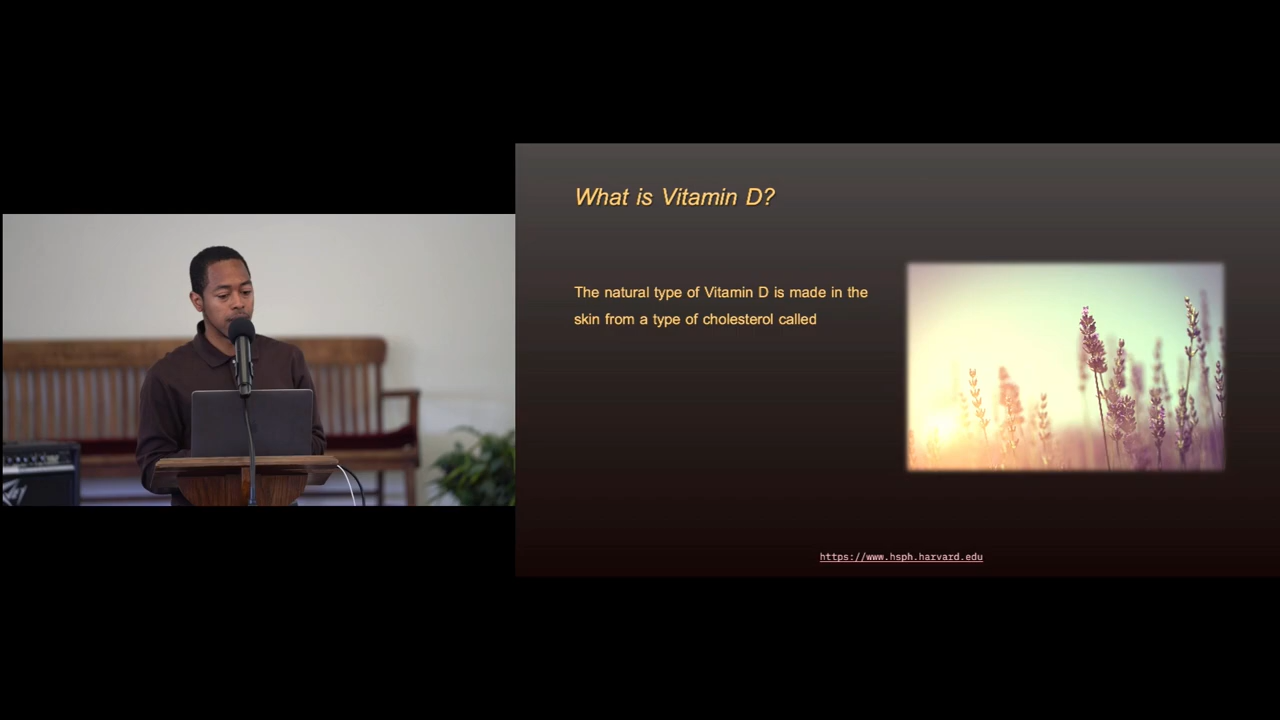 What is Vitamin D?
The natural type of Vitamin D is made in the
skin from a type of cholesterol called
https://www.hsph.harvard.edu